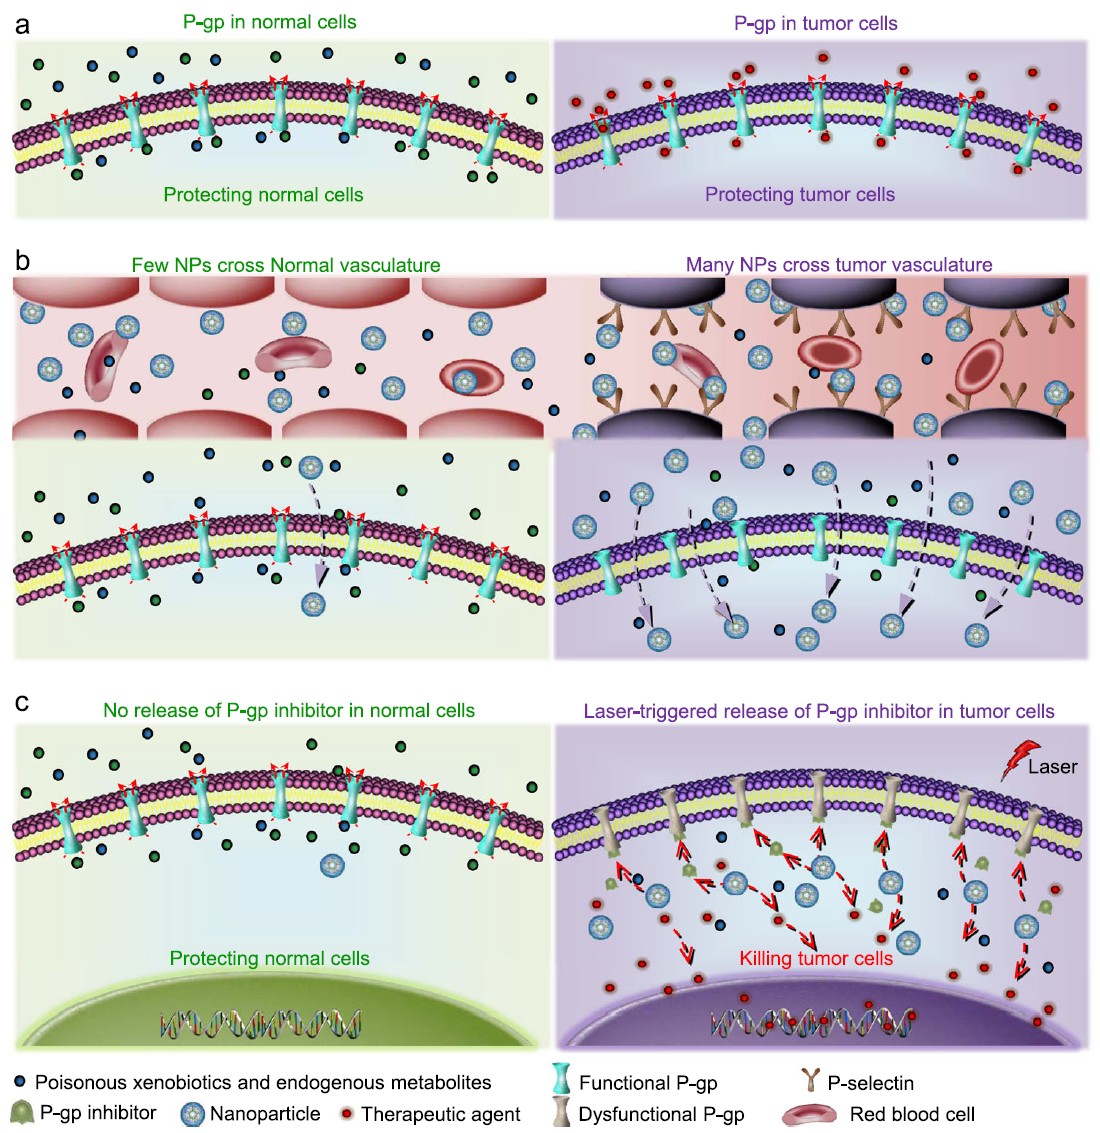 a
P-gp in normal cells
P-gp in tumor cells
Protecting normal cells
Protecting tumor cells
b
Few NPs cross Normal vasculature
Many NPs cross tumor vasculature
c
No release of P-gp inhibitor in normal cells
Laser-triggered release of P-gp inhibitor in tumor cells
Laser
Protecting normal cells
Killing tumor cells
Poisonous xenobiotics and endogenous metabolites
Functional P-gp
P-selectin
P-gp inhibitor
Nanoparticle
Therapeutic agent
Dysfunctional P-gp
Red blood cell